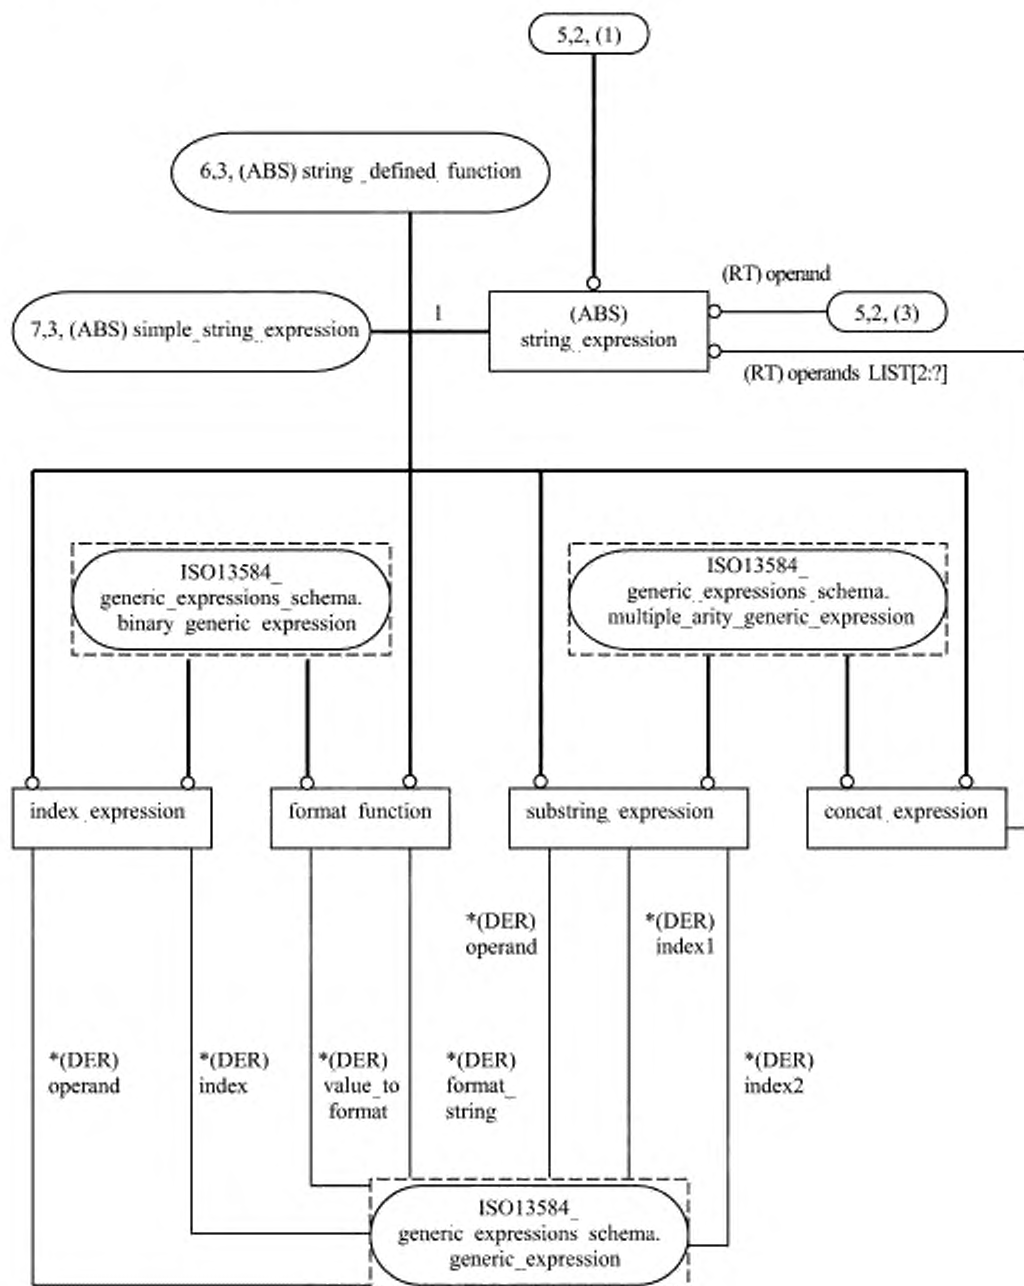 5,2, (1)
6,3, (ABS) string_defined_function
(RT) operand
7,3, (ABS) simple_string_expression
1
(ABS)
string_expression
5,2, (3)
(RT) operands LIST[2:?]
ISO13584_
generic_expressions_schema.
binary_generic_expression
ISO13584_
generic_expressions_schema.
multiple_arity_generic_expression
index_expression
format_function
substring_expression
concat_expression
*(DER)
operand
*(DER)
index1
*(DER)
operand
*(DER)
index
*(DER)
value_to
format
*(DER)
format_
string
*(DER)
index2
ISO13584_
generic_expressions_schema.
generic_expression